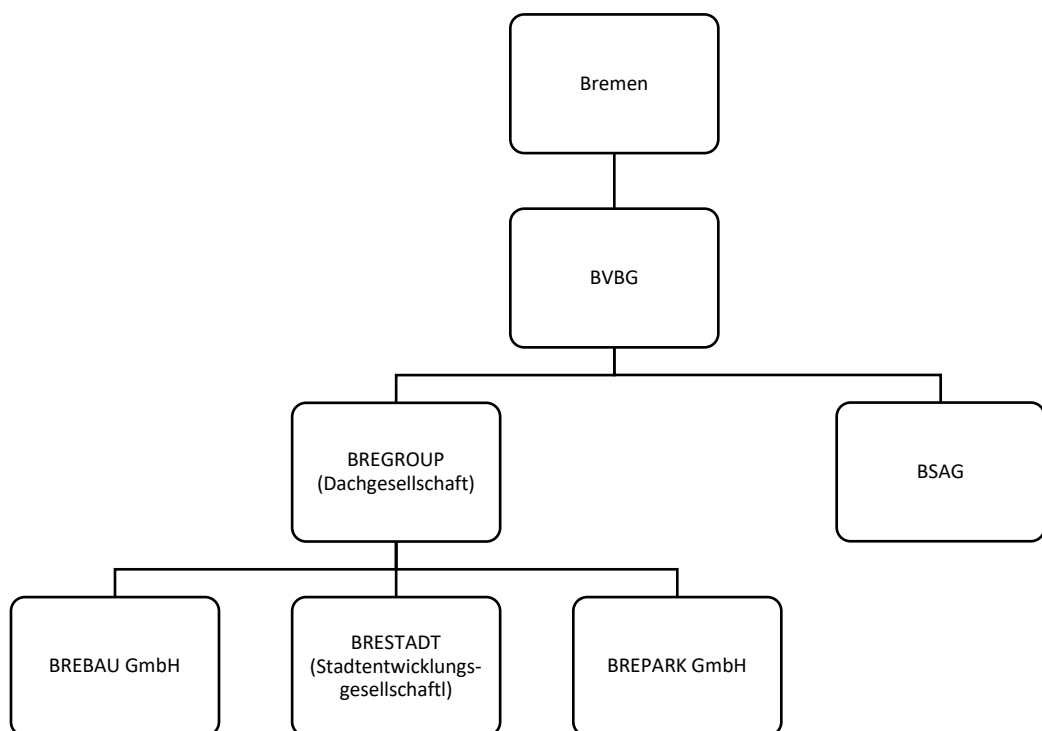 Bremen
BVBG
BREGROUP
(Dachgesellschaft)
BSAG
BREBAU GmbH
BRESTADT
(Stadtentwicklungs-
gesellschaftl)
BREPARK GmbH